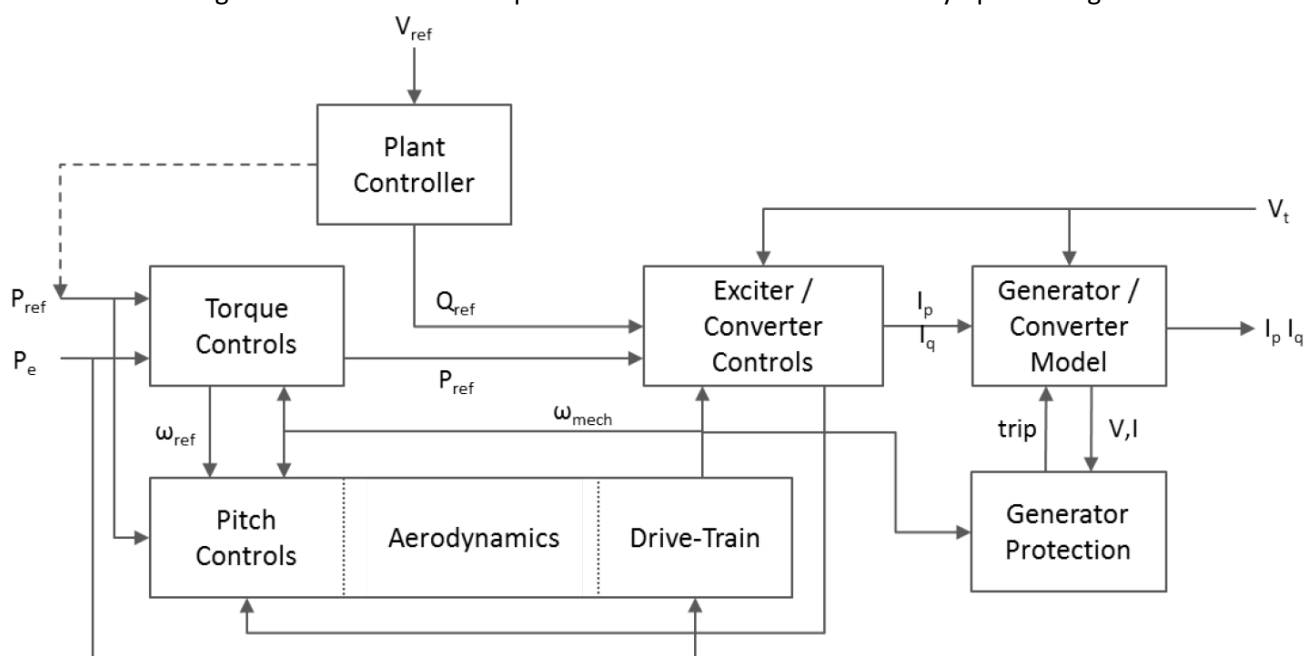 V_ref
Plant
Controller
V_t
P_ref
Torque
Controls
Q_ref
Exciter /
Converter
Controls
I_p
I_q
Generator /
Converter
Model
I_p I_q
P_e
P_ref
ω_ref
ω_mech
trip
V,I
Pitch
Controls
Aerodynamics
Drive-Train
Generator
Protection